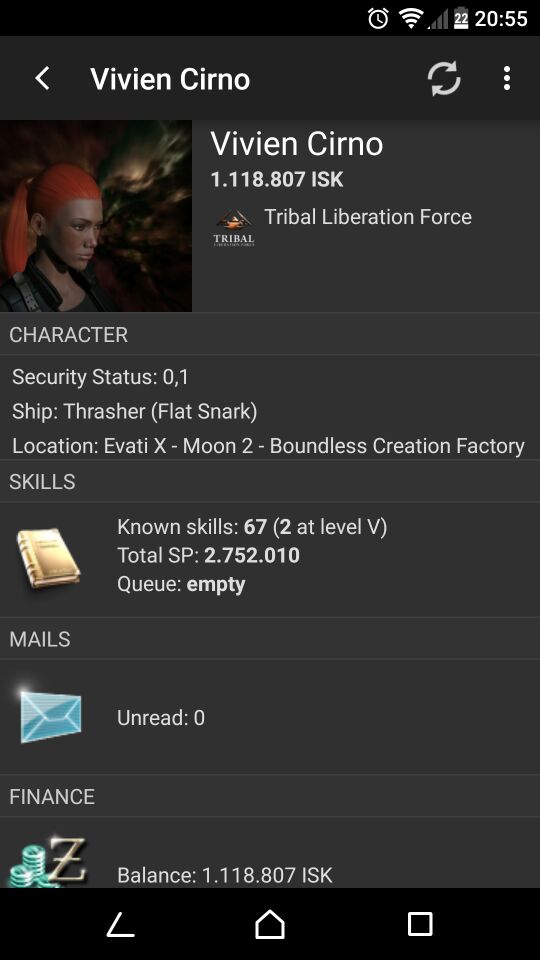 22 20:55
Vivien Cirno
Vivien Cirno
1.118.807 ISK
Tribal Liberation Force
TRIBAL
LIBERATION FORCE
CHARACTER
Security Status: 0,1
Ship: Thrasher (Flat Snark)
Location: Evati X - Moon 2 - Boundless Creation Factory
SKILLS
Known skills: 67 (2 at level V)
Total SP: 2.752.010
Queue: empty
MAILS
Unread: 0
FINANCE
Balance: 1.118.807 ISK